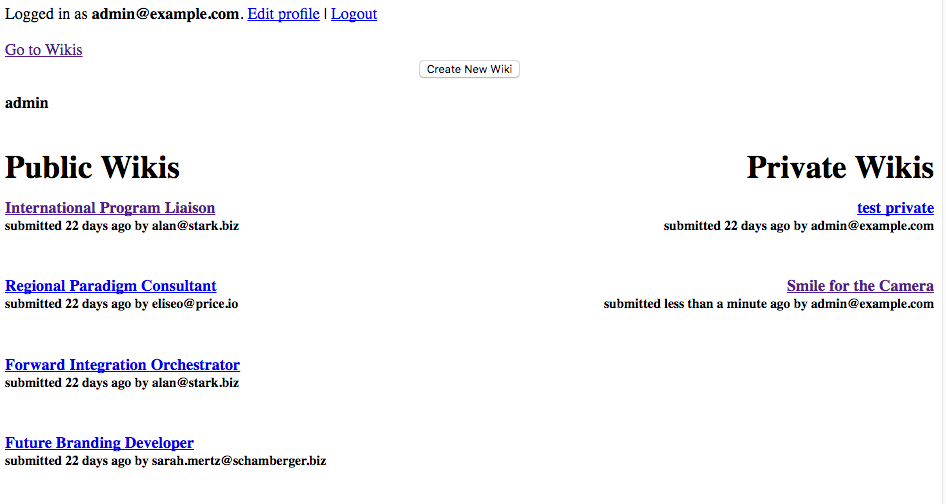 Logged in as admin@example.com. Edit profile | Logout
Go to Wikis
Create New Wiki
admin
Public Wikis
International Program Liaison
submitted 22 days ago by alan@stark.biz
Regional Paradigm Consultant
submitted 22 days ago by eliseo@price.io
Forward Integration Orchestrator
submitted 22 days ago by alan@stark.biz
Future Branding Developer
submitted 22 days ago by sarah.mertz@schamberger.biz
Private Wikis
test private
submitted 22 days ago by admin@example.com
Smile for the Camera
submitted less than a minute ago by admin@example.com